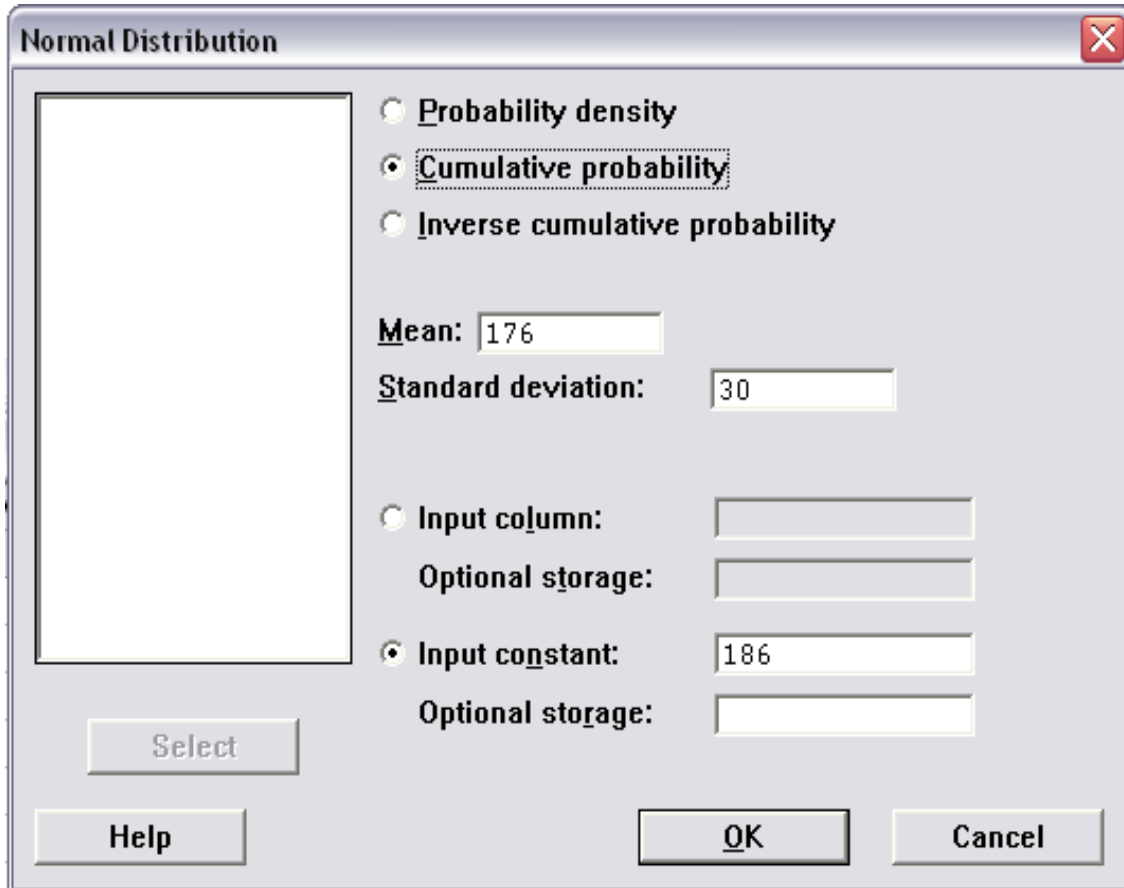 Normal Distribution
Probability density
Cumulative probability
Inverse cumulative probability
Mean: 176
Standard deviation: 30
Input column:
Optional storage:
Input constant: 186
Optional storage:
Select
Help OK Cancel